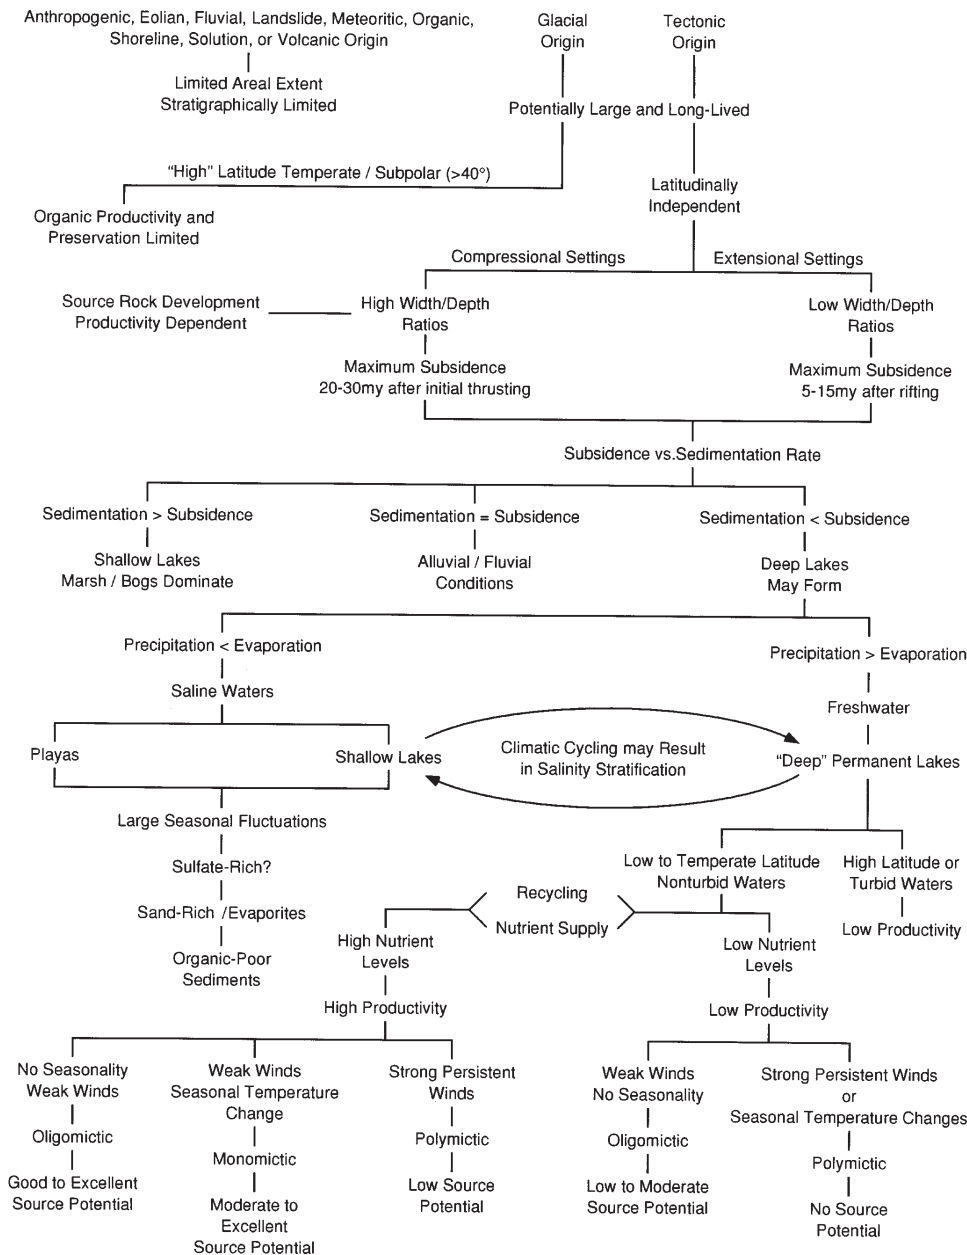 Anthropogenic, Eolian, Fluvial, Landslide, Meteoritic, Organic,
Shoreline, Solution, or Volcanic Origin
Glacial
Origin
Tectonic
Origin
Limited Areal Extent
Stratigraphically Limited
Potentially Large and Long-Lived
“High” Latitude Temperate / Subpolar (>40°)
Latitudinally
Independent
Organic Productivity and
Preservation Limited
Compressional Settings
Extensional Settings
Source Rock Development
Productivity Dependent
High Width/Depth
Ratios
Low Width/Depth
Ratios
Maximum Subsidence
20-30my after initial thrusting
Maximum Subsidence
5-15my after rifting
Subsidence vs.Sedimentation Rate
Sedimentation > Subsidence
Sedimentation = Subsidence
Sedimentation < Subsidence
Shallow Lakes
Marsh / Bogs Dominate
Alluvial / Fluvial
Conditions
Deep Lakes
May Form
Precipitation < Evaporation
Precipitation > Evaporation
Saline Waters
Freshwater
Playas
Shallow Lakes
Climatic Cycling may Result
in Salinity Stratification
“Deep” Permanent Lakes
Large Seasonal Fluctuations
Sulfate-Rich?
Sand-Rich /Evaporites
Organic-Poor
Sediments
Low to Temperate Latitude
Nonturbid Waters
High Latitude or
Turbid Waters
Low Productivity
Recycling
Nutrient Supply
High Nutrient
Levels
Low Nutrient
Levels
High Productivity
Low Productivity
No Seasonality
Weak Winds
Weak Winds
Seasonal Temperature
Change
Strong Persistent
Winds
Weak Winds
No Seasonality
Strong Persistent Winds
or
Seasonal Temperature Changes
Oligomictic
Monomictic
Polymictic
Oligomictic
Polymictic
Good to Excellent
Source Potential
Moderate to
Excellent
Source Potential
Low Source
Potential
Low to Moderate
Source Potential
No Source
Potential